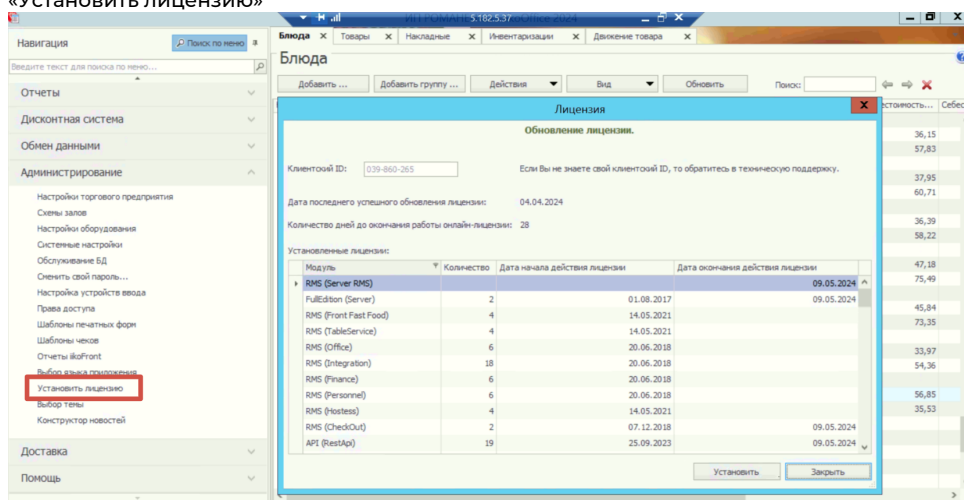 «Установить лицензию»
5.182.5.37
Навигация
Поиск по меню
Введите текст для поиска по меню...
Отчеты
Дисконтная система
Обмен данными
Администрирование
Настройки торгового предприятия
Схемы залов
Настройки оборудования
Системные настройки
Обслуживание БД
Сменить свой пароль...
Настройка устройств ввода
Права доступа
Шаблоны печатных форм
Шаблоны чеков
Отчеты iikoFront
Выбор языка приложения
Установить лицензию
Выбор темы
Конструктор новостей
Доставка
Помощь
Блюда Товары Накладные Инвентаризации Движение товара
Блюда
Добавить ... Добавить группу ... Действия Вид Обновить Поиск:
Лицензия
Обновление лицензии.
Клиентский ID: 039-860-265 Если Вы не знаете свой клиентский ID, то обратитесь в техническую поддержку.
Дата последнего успешного обновления лицензии: 04.04.2024
Количество дней до окончания работы онлайн-лицензии: 28
Установленные лицензии:
Модуль Количество Дата начала действия лицензии Дата окончания действия лицензии
RMS (Server RMS) 09.05.2024
FullEdition (Server) 2 01.08.2017 09.05.2024
RMS (Front Fast Food) 4 14.05.2021
RMS (TableService) 4 14.05.2021
RMS (Office) 6 20.06.2018
RMS (Integration) 18 20.06.2018
RMS (Finance) 6 20.06.2018
RMS (Personnel) 6 20.06.2018
RMS (Hostess) 4 14.05.2021
RMS (CheckOut) 2 07.12.2018 09.05.2024
API (RestApi) 19 25.09.2023 09.05.2024
Установить Закрыть
36,15
57,83
37,95
60,71
36,39
58,22
47,18
75,49
45,84
73,35
33,97
54,36
56,85
35,53